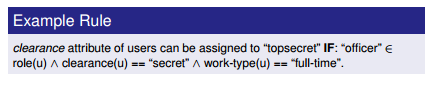 Example Rule
clearance attribute of users can be assigned to “topsecret” IF: “officer” ∈
role(u) ∧ clearance(u) == “secret” ∧ work-type(u) == “full-time”.